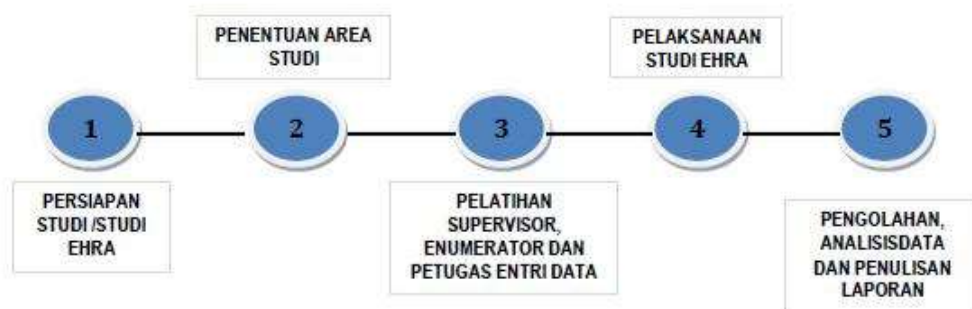 1
PERSIAPAN
STUDI /STUDI
EHRA
2
PENENTUAN AREA
STUDI
3
PELATIHAN
SUPERVISOR,
ENUMERATOR DAN
PETUGAS ENTRI DATA
4
PELAKSANAAN
STUDI EHRA
5
PENGOLAHAN,
ANALISISDATA
DAN PENULISAN
LAPORAN